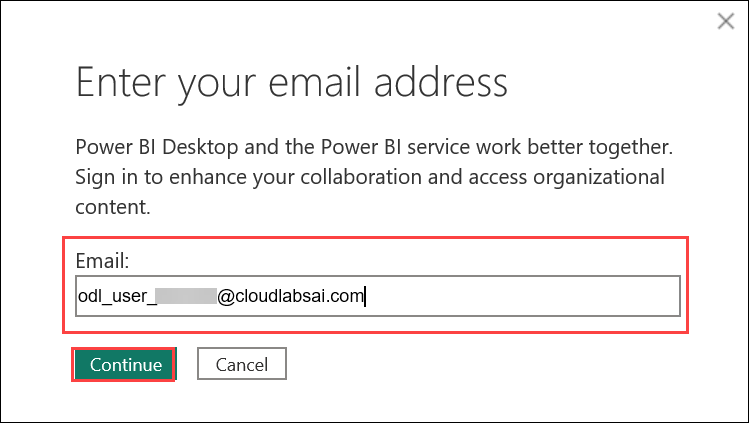 Enter your email address
Power BI Desktop and the Power BI service work better together.
Sign in to enhance your collaboration and access organizational
content.
Email:
odl_user_@cloudlabsai.com
Continue Cancel